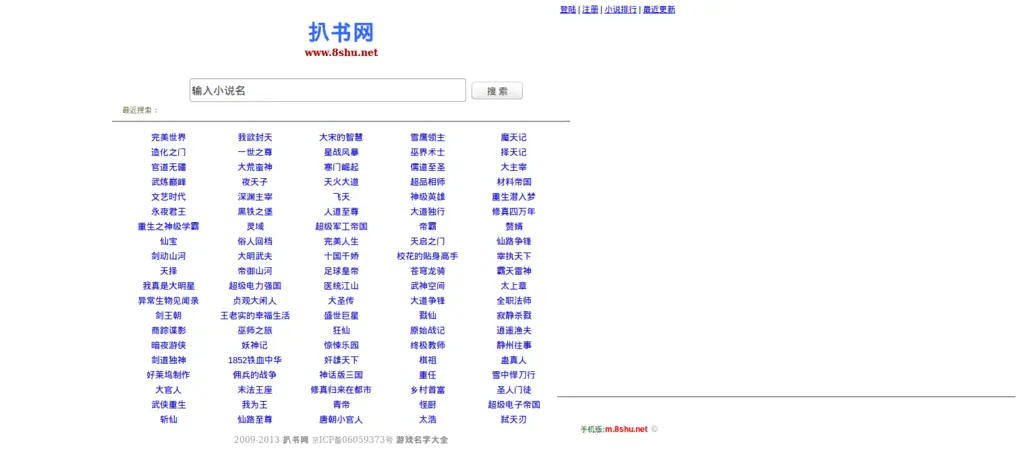 登陆 | 注册 | 小说排行 | 最近更新
扒书网
www.8shu.net
输入小说名 搜 索
最近搜索：
完美世界 我欲封天 大宋的智慧 雪鹰领主 魔天记
造化之门 一世之尊 星战风暴 巫界术士 择天记
官道无疆 大荒蛮神 寒门崛起 儒道至圣 大主宰
武炼巅峰 夜天子 天火大道 超品相师 材料帝国
文艺时代 深渊主宰 飞天 神级英雄 重生潜入梦
永夜君王 黑铁之堡 人道至尊 大道独行 修真四万年
重生之神级学霸 灵域 超级军工帝国 帝霸 赘婿
仙宝 俗人回档 完美人生 天启之门 仙路争锋
剑动山河 大明武夫 十国千娇 校花的贴身高手 宰执天下
天择 帝御山河 足球皇帝 苍穹龙骑 霸天雷神
我真是大明星 超级电力强国 医统江山 武神空间 太上章
异常生物见闻录 贞观大闲人 大圣传 大道争锋 全职法师
剑王朝 王老实的幸福生活 盛世巨星 戮仙 寂静杀戮
商踪谍影 巫师之旅 狂仙 原始战记 逍遥渔夫
暗夜游侠 妖神记 惊悚乐园 终极教师 静州往事
剑道独神 1852铁血中华 奸雄天下 棋祖 蛊真人
好莱坞制作 佣兵的战争 神话版三国 重任 雪中悍刀行
大官人 末法王座 修真归来在都市 乡村首富 圣人门徒
武侠重生 我为王 青帝 怪厨 超级电子帝国
斩仙 仙路至尊 唐朝小官人 太浩 弑天刃
手机版:m.8shu.net ©
2009-2013 扒书网 京ICP备06059373号 游戏名字大全